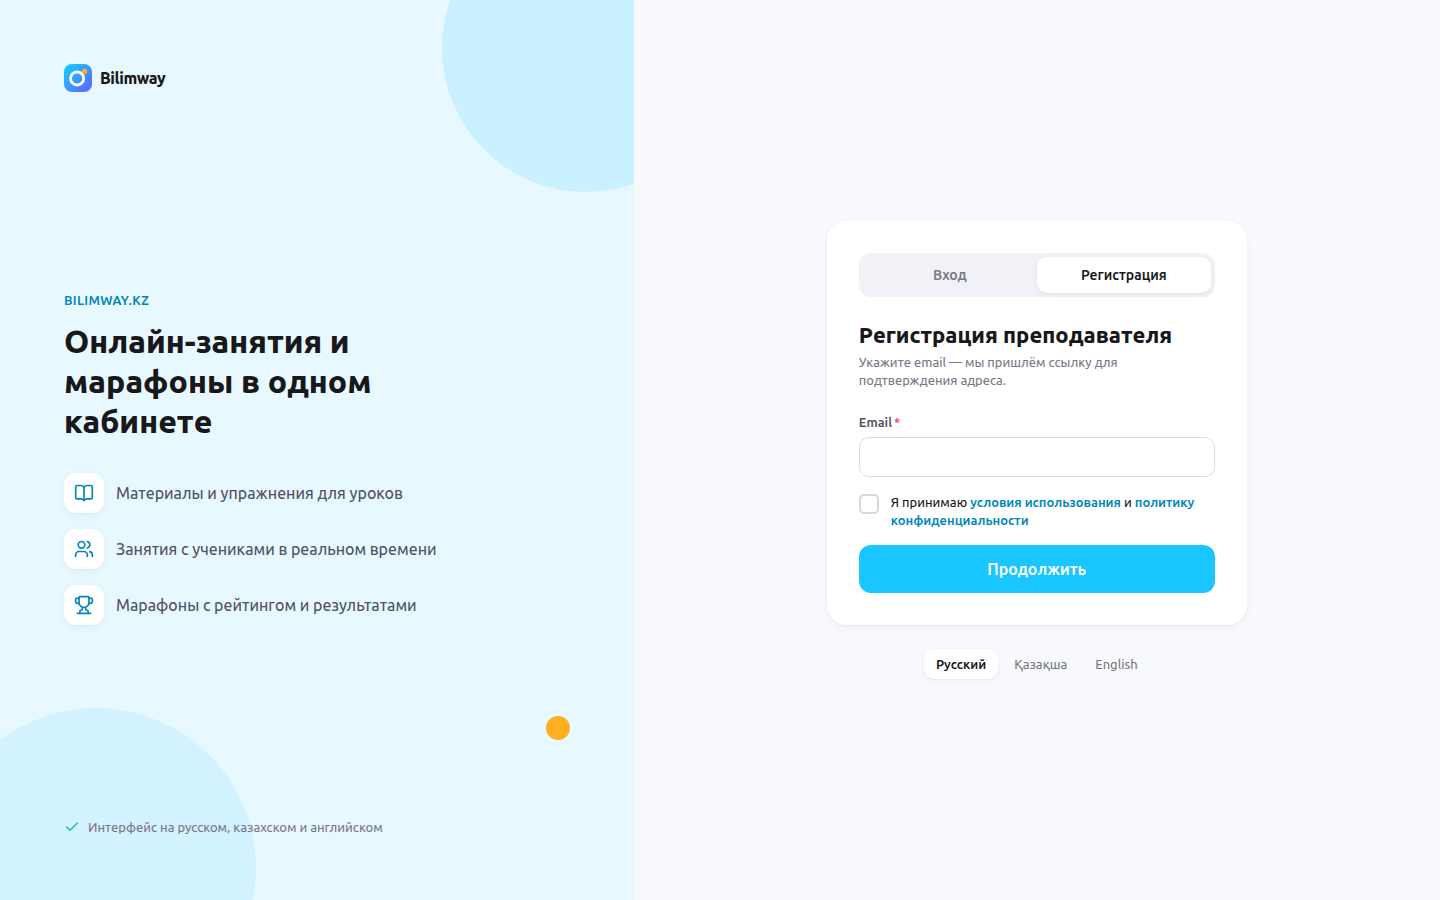 Bilimway
BILIMWAY.KZ
Онлайн-занятия и
марафоны в одном
кабинете
Материалы и упражнения для уроков
Занятия с учениками в реальном времени
Марафоны с рейтингом и результатами
Интерфейс на русском, казахском и английском
Вход
Регистрация
Регистрация преподавателя
Укажите email — мы пришлём ссылку для
подтверждения адреса.
Email *
Я принимаю условия использования и политику
конфиденциальности
Продолжить
Русский
Қазақша
English